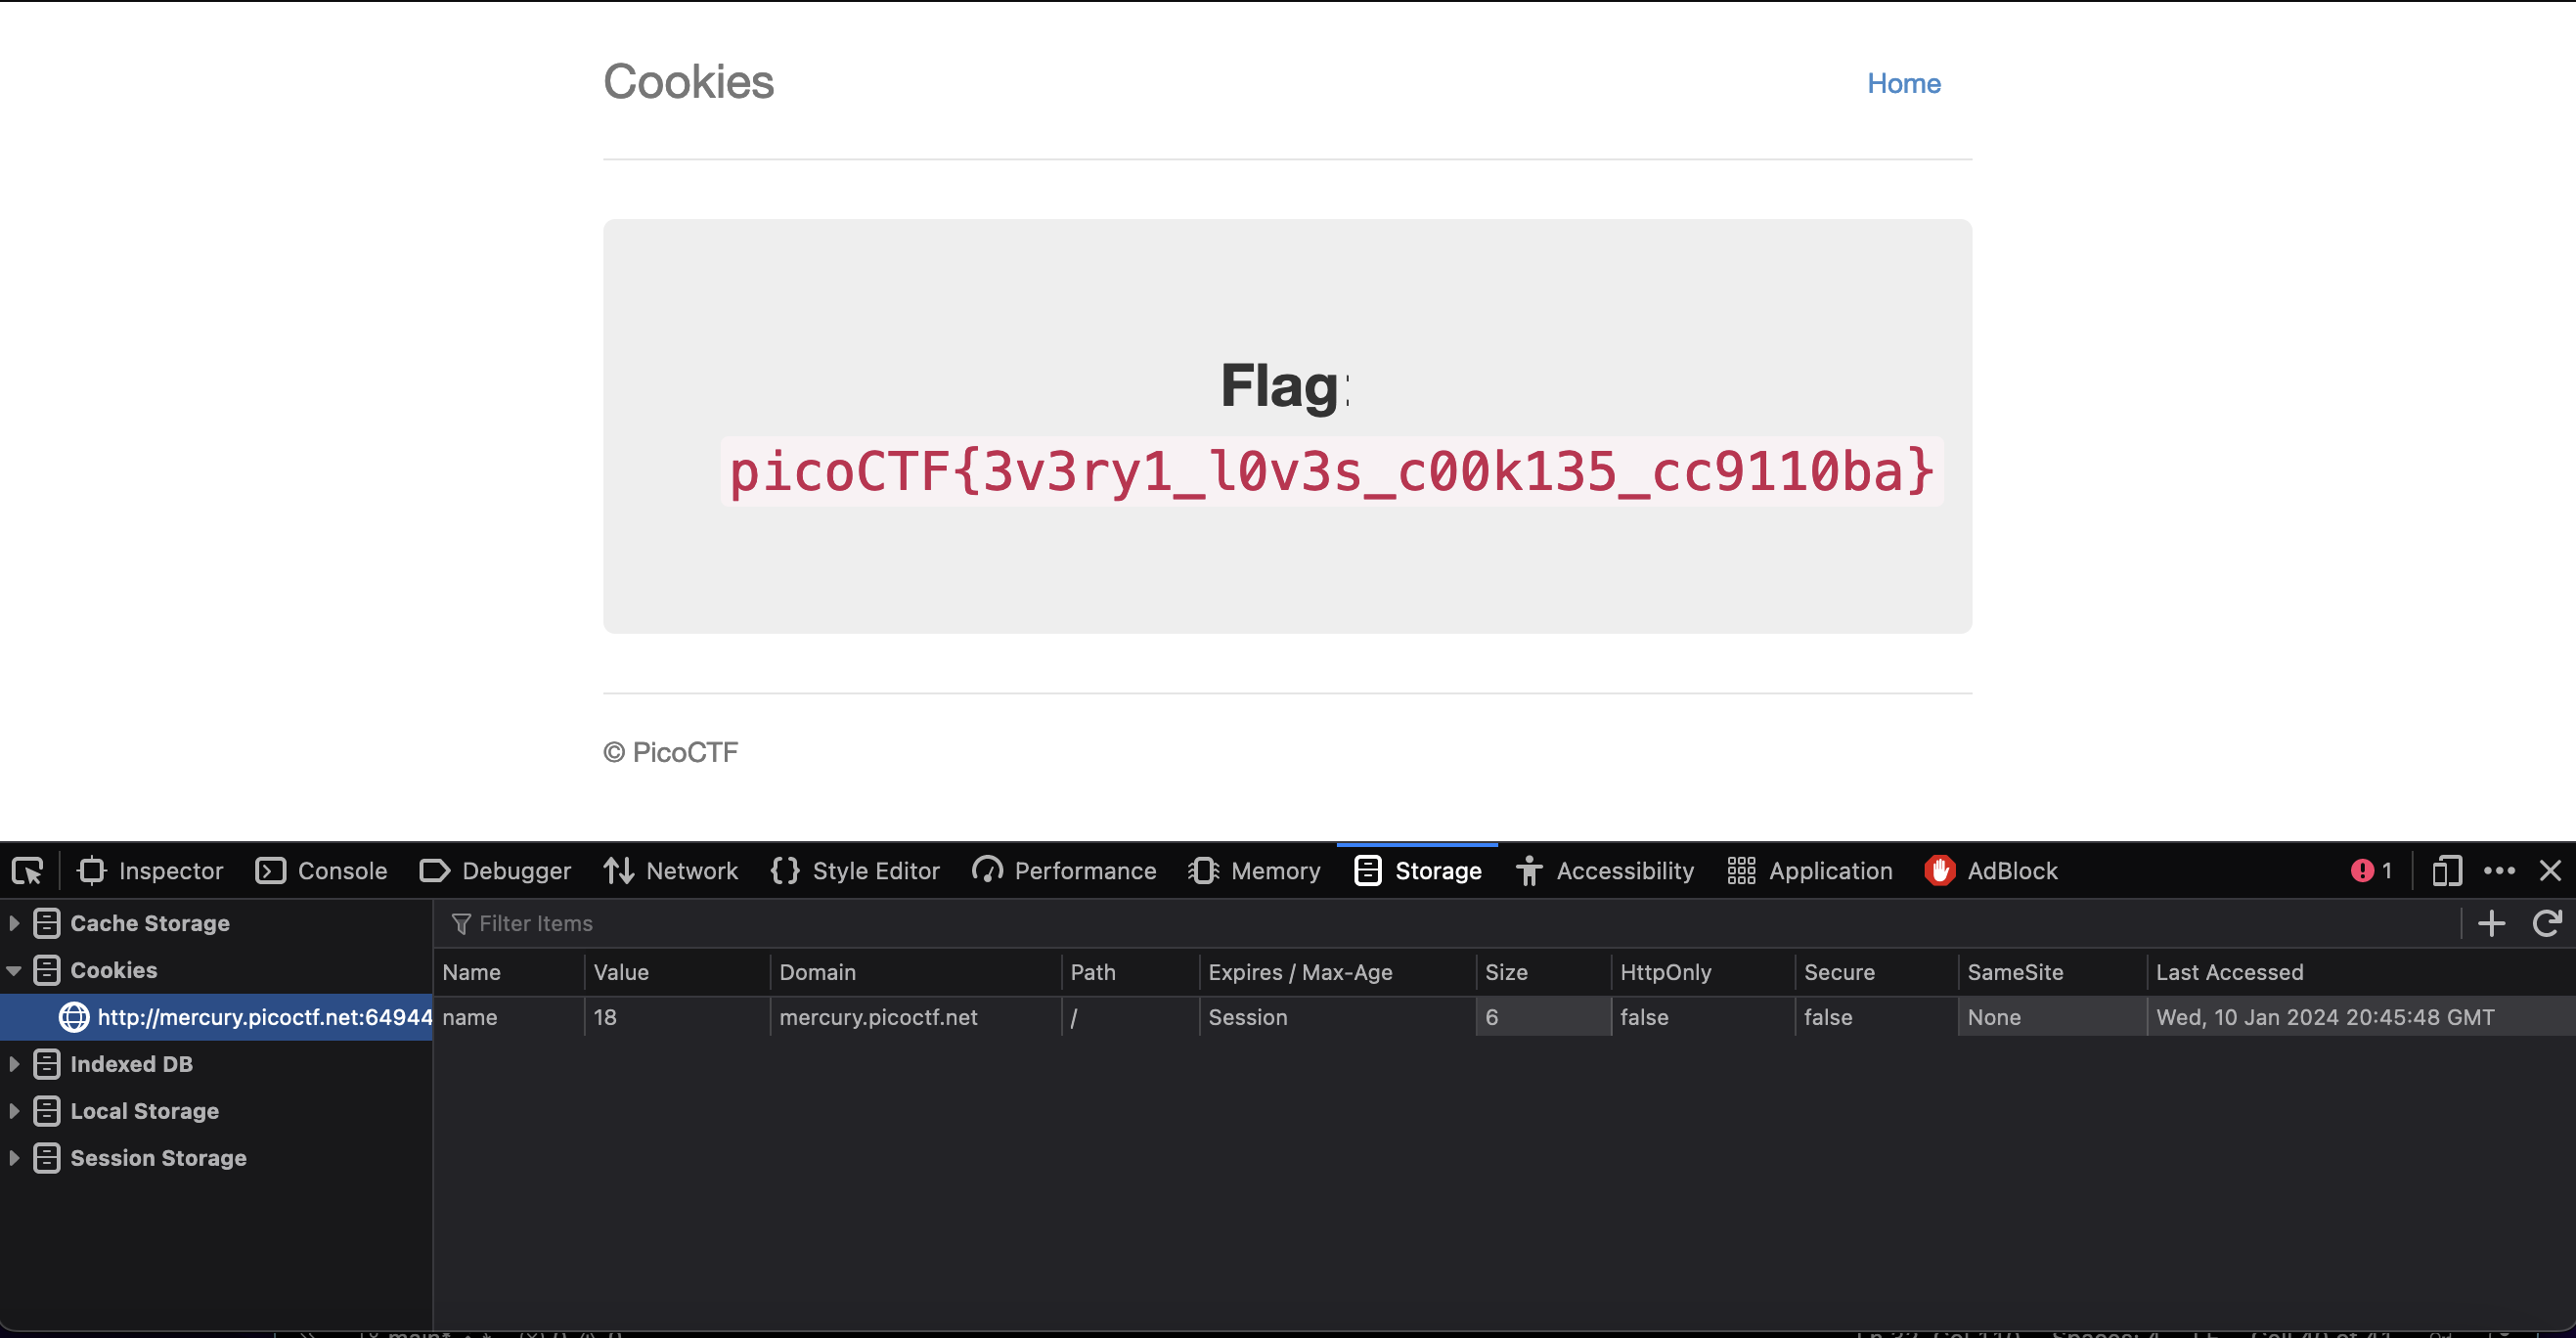 Cookies Home
Flag:
picoCTF{3v3ry1_l0v3s_c00k135_cc9110ba}
© PicoCTF
Inspector Console Debugger Network Style Editor Performance Memory Storage Accessibility Application AdBlock 1
Cache Storage Filter Items
Cookies Name Value Domain Path Expires / Max-Age Size HttpOnly Secure SameSite Last Accessed
http://mercury.picoctf.net:64944 name 18 mercury.picoctf.net / Session 6 false false None Wed, 10 Jan 2024 20:45:48 GMT
Indexed DB
Local Storage
Session Storage